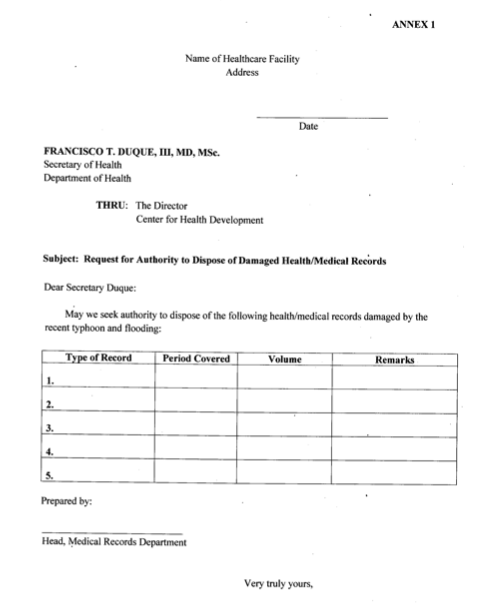 ANNEX 1
Name of Healthcare Facility
Address
Date
FRANCISCO T. DUQUE, III, MD, MSc.
Secretary of Health
Department of Health
THRU: The Director
Center for Health Development
Subject: Request for Authority to Dispose of Damaged Health/Medical Records
Dear Secretary Duque:
May we seek authority to dispose of the following health/medical records damaged by the
recent typhoon and flooding:
Type of Record Period Covered Volume Remarks
1.
2.
3.
4.
5.
Prepared by:
Head, Medical Records Department
Very truly yours,